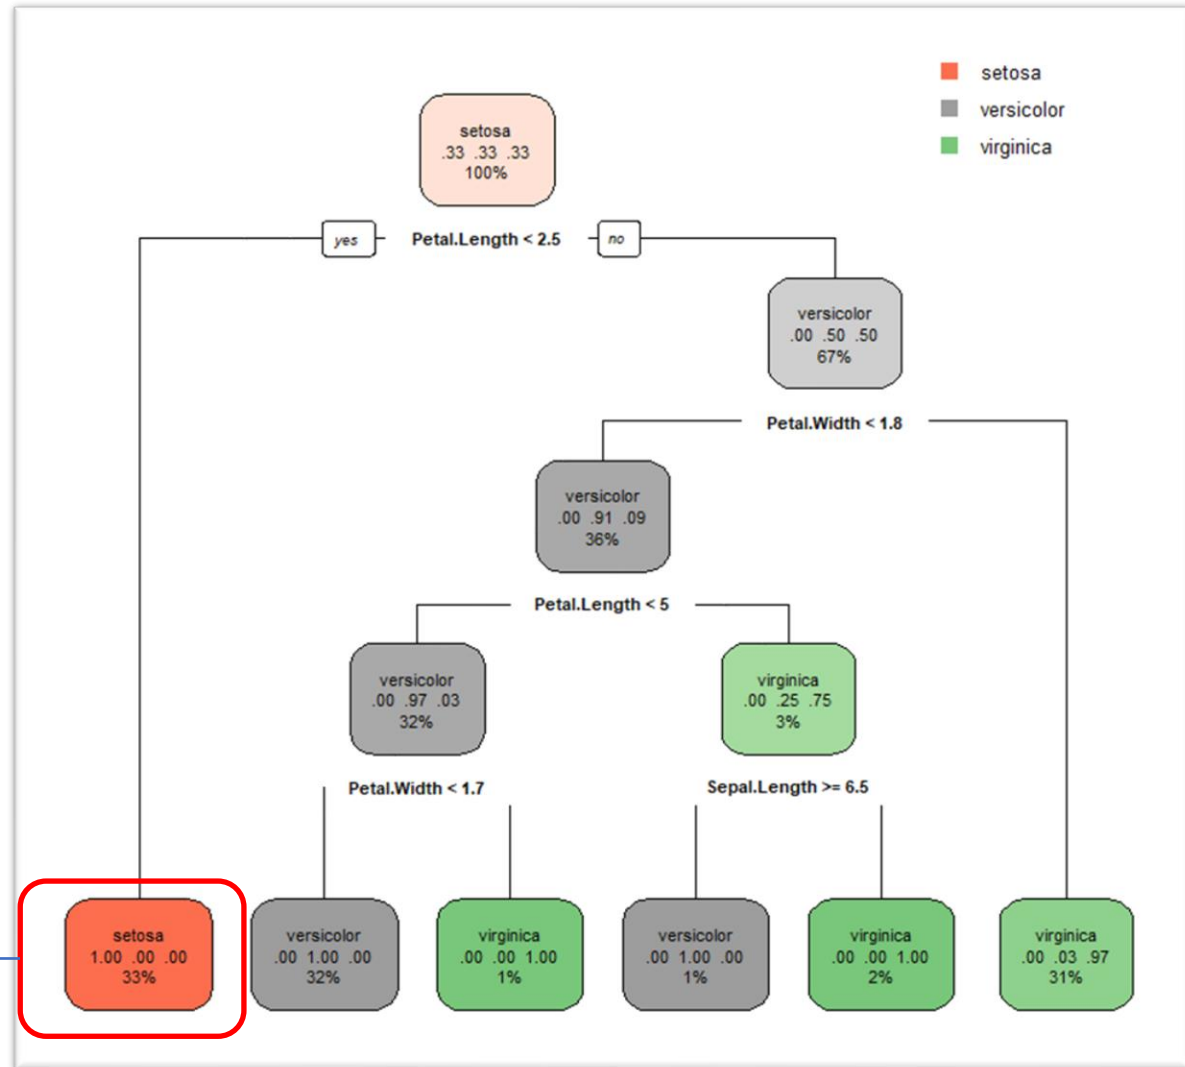 setosa
versicolor
virginica
setosa
.33 .33 .33
100%
yes
Petal.Length < 2.5
no
versicolor
.00 .50 .50
67%
Petal.Width < 1.8
versicolor
.00 .91 .09
36%
Petal.Length < 5
versicolor
.00 .97 .03
32%
virginica
.00 .25 .75
3%
Petal.Width < 1.7
Sepal.Length >= 6.5
setosa
1.00 .00 .00
33%
versicolor
.00 1.00 .00
32%
virginica
.00 .00 1.00
1%
versicolor
.00 1.00 .00
1%
virginica
.00 .00 1.00
2%
virginica
.00 .03 .97
31%